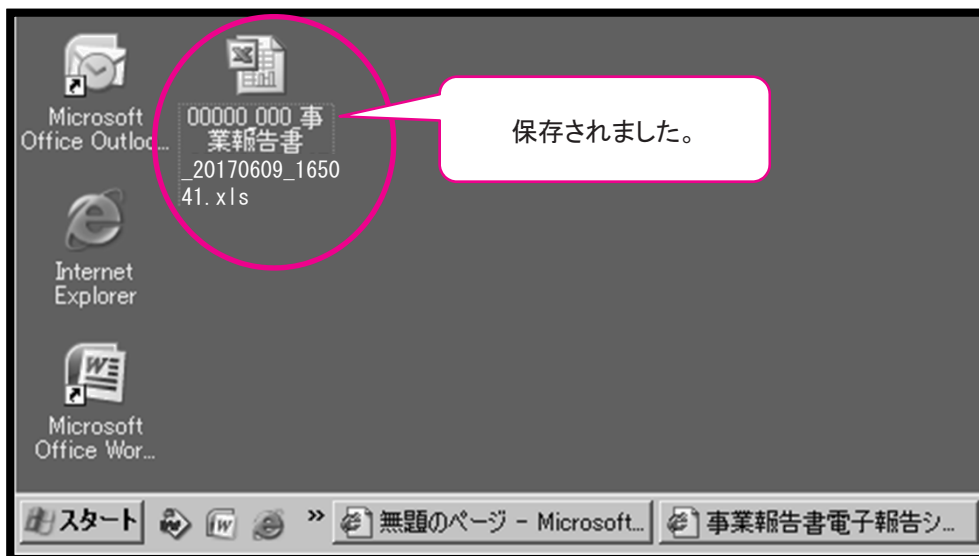 Microsoft
Office Outloo...
00000_000_事
業報告書
_20170609_1650
41.xls
保存されました。
Internet
Explorer
Microsoft
Office Wor...
スタート
»
無題のページ - Microsoft...
事業報告書電子報告シ...